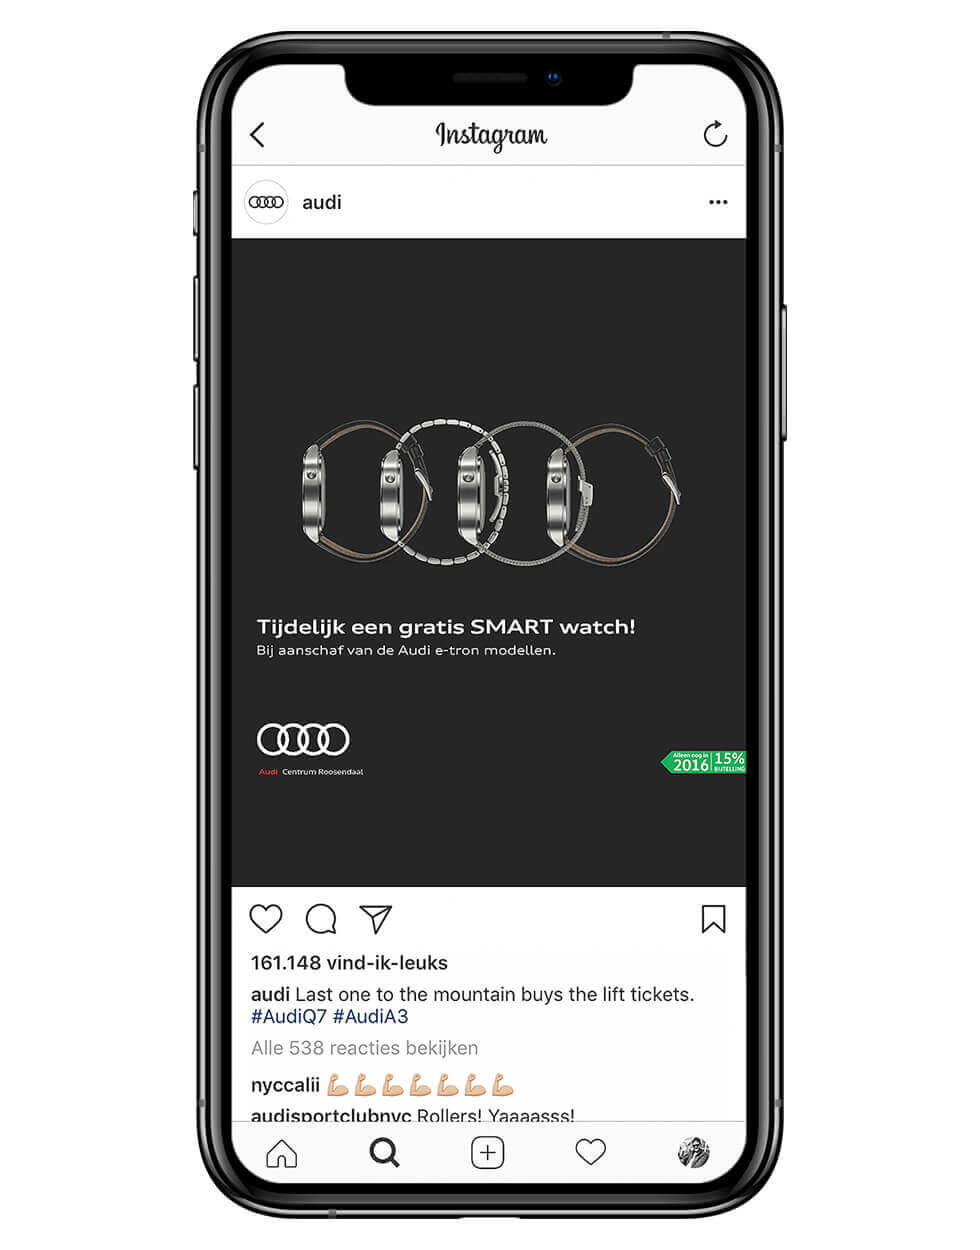 Instagram
audi
Tijdelijk een gratis SMART watch!
Bij aanschaf van de Audi e-tron modellen.
Audi Centrum Roosendaal
Alleen nog in
2016
15%
BIJTELLING
161.148 vind-ik-leuks
audi Last one to the mountain buys the lift tickets.
#AudiQ7 #AudiA3
Alle 538 reacties bekijken
nyccalii 💪🏼💪🏼💪🏼💪🏼💪🏼💪🏼💪🏼
audisportclubnyc Rollers! Yaaaasss!